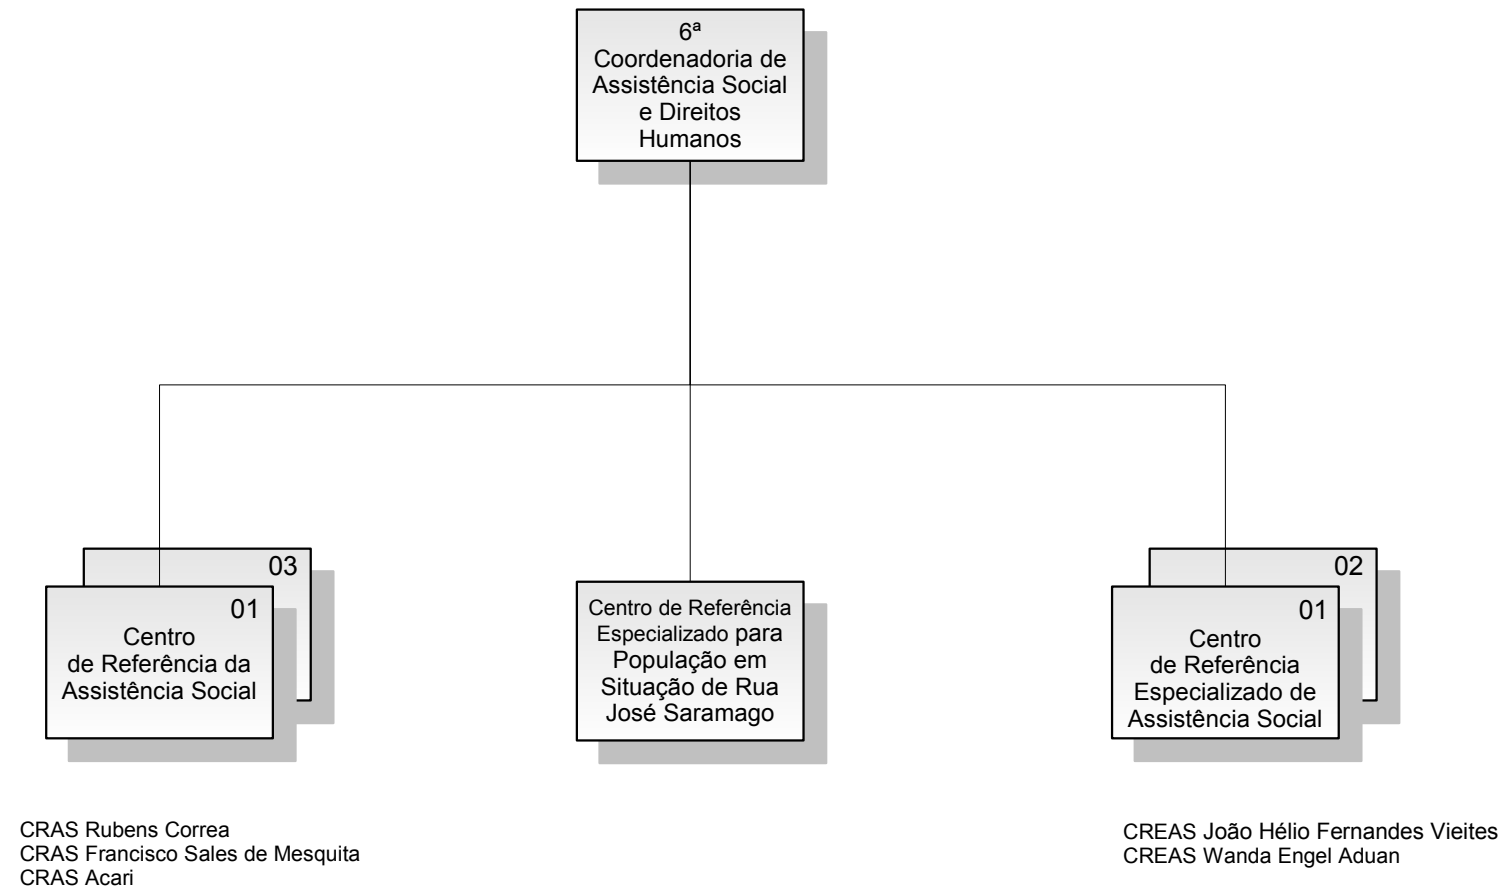 6ª
Coordenadoria de
Assistência Social
e Direitos
Humanos
03
01
Centro
de Referência da
Assistência Social
Centro de Referência
Especializado para
População em
Situação de Rua
José Saramago
02
01
Centro
de Referência
Especializado de
Assistência Social
CRAS Rubens Correa
CRAS Francisco Sales de Mesquita
CRAS Acari
CREAS João Hélio Fernandes Vieites
CREAS Wanda Engel Aduan